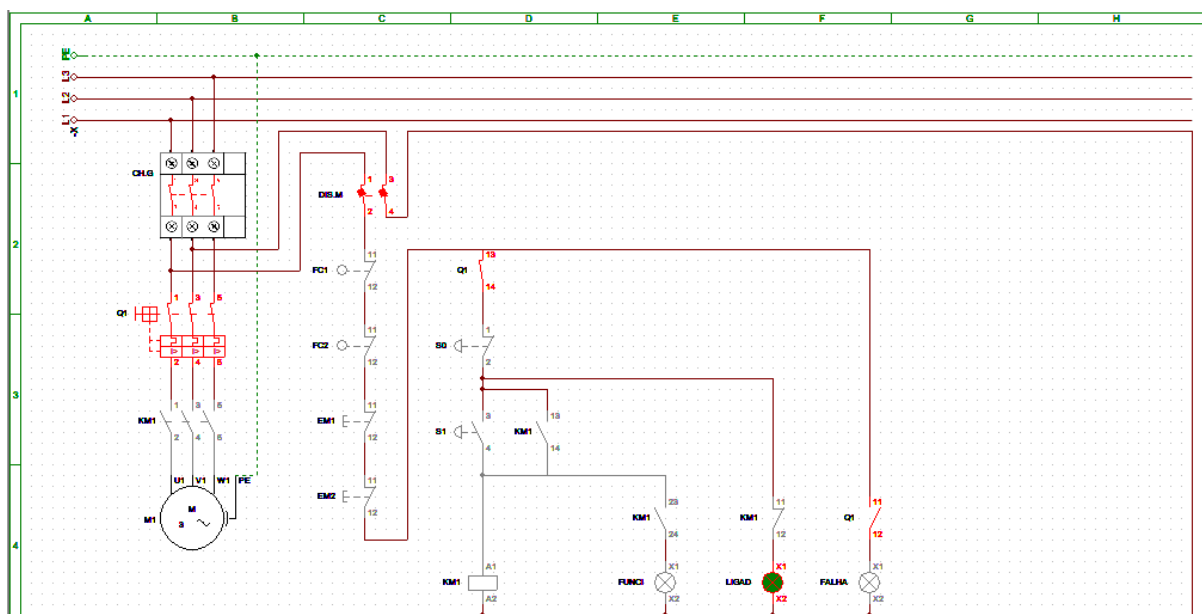 A B C D E F G H
PE
L3
L2
L1
-X
1
CH.G
1 3 5
2
DIS.M
1 3
2 4
2
FC1
11
12
Q1
13
14
Q1
1 3 5
2 4 6
FC2
11
12
S0
1
2
3
KM1
1 3 5
2 4 6
EM1
11
12
S1
3
4
KM1
13
14
U1 V1 W1 PE
M1
M
3
EM2
11
12
KM1
23
24
KM1
11
12
Q1
11
12
4
KM1
A1
A2
FUNCI
X1
X2
LIGAD
X1
X2
FALHA
X1
X2